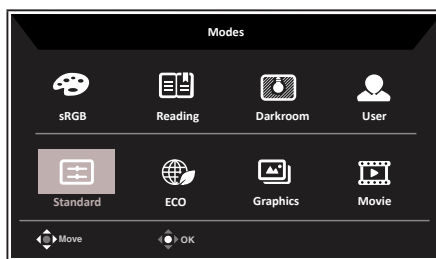 Modes
sRGB Reading Darkroom User
Standard ECO Graphics Movie
Move OK